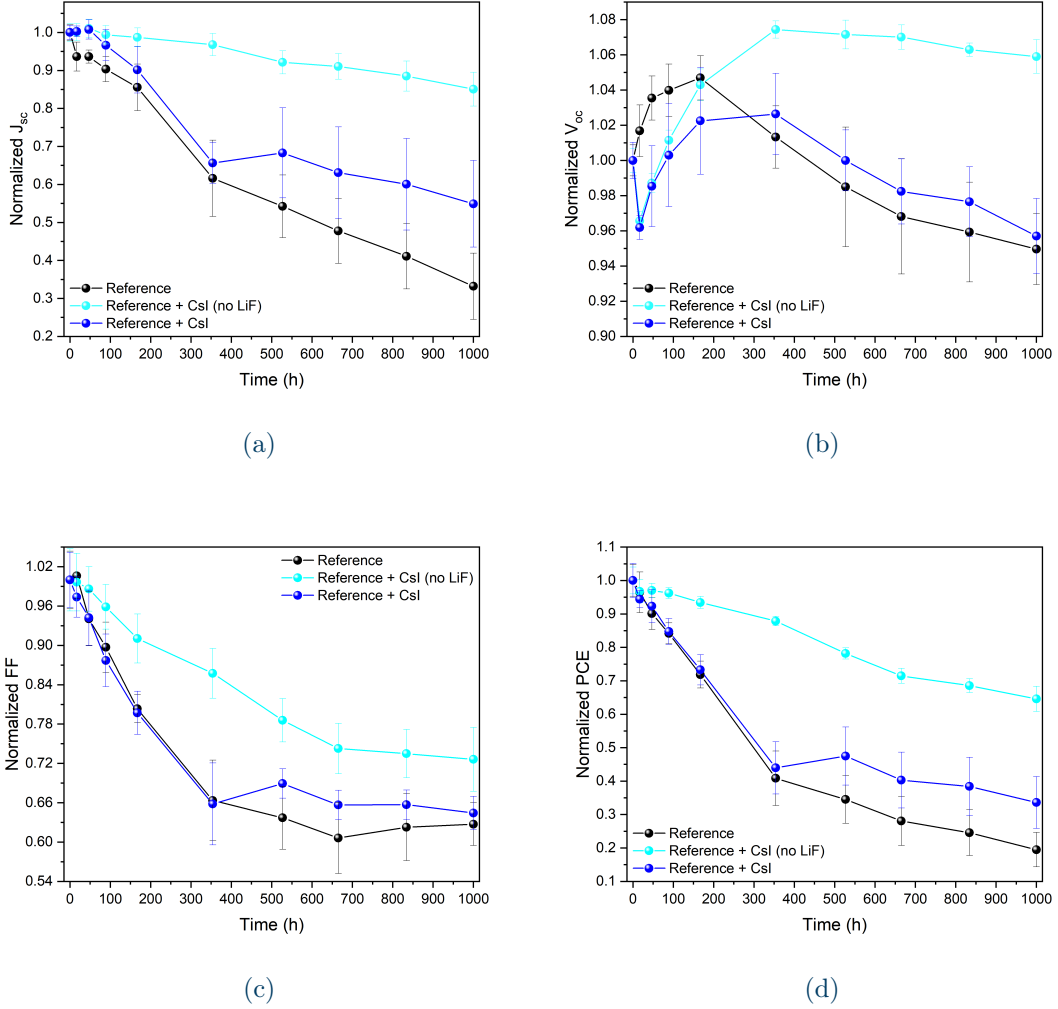 Normalized Jsc
1.0
0.9
0.8
0.7
0.6
0.5
0.4
0.3
0.2
Reference
Reference + CsI (no LiF)
Reference + CsI
0 100 200 300 400 500 600 700 800 900 1000
Time (h)
(a)
Normalized Voc
1.08
1.06
1.04
1.02
1.00
0.98
0.96
0.94
0.92
0.90
Reference
Reference + CsI (no LiF)
Reference + CsI
0 100 200 300 400 500 600 700 800 900 1000
Time (h)
(b)
Normalized FF
1.02
0.96
0.90
0.84
0.78
0.72
0.66
0.60
0.54
Reference
Reference + CsI (no LiF)
Reference + CsI
0 100 200 300 400 500 600 700 800 900 1000
Time (h)
(c)
Normalized PCE
1.1
1.0
0.9
0.8
0.7
0.6
0.5
0.4
0.3
0.2
0.1
Reference
Reference + CsI (no LiF)
Reference + CsI
0 100 200 300 400 500 600 700 800 900 1000
Time (h)
(d)